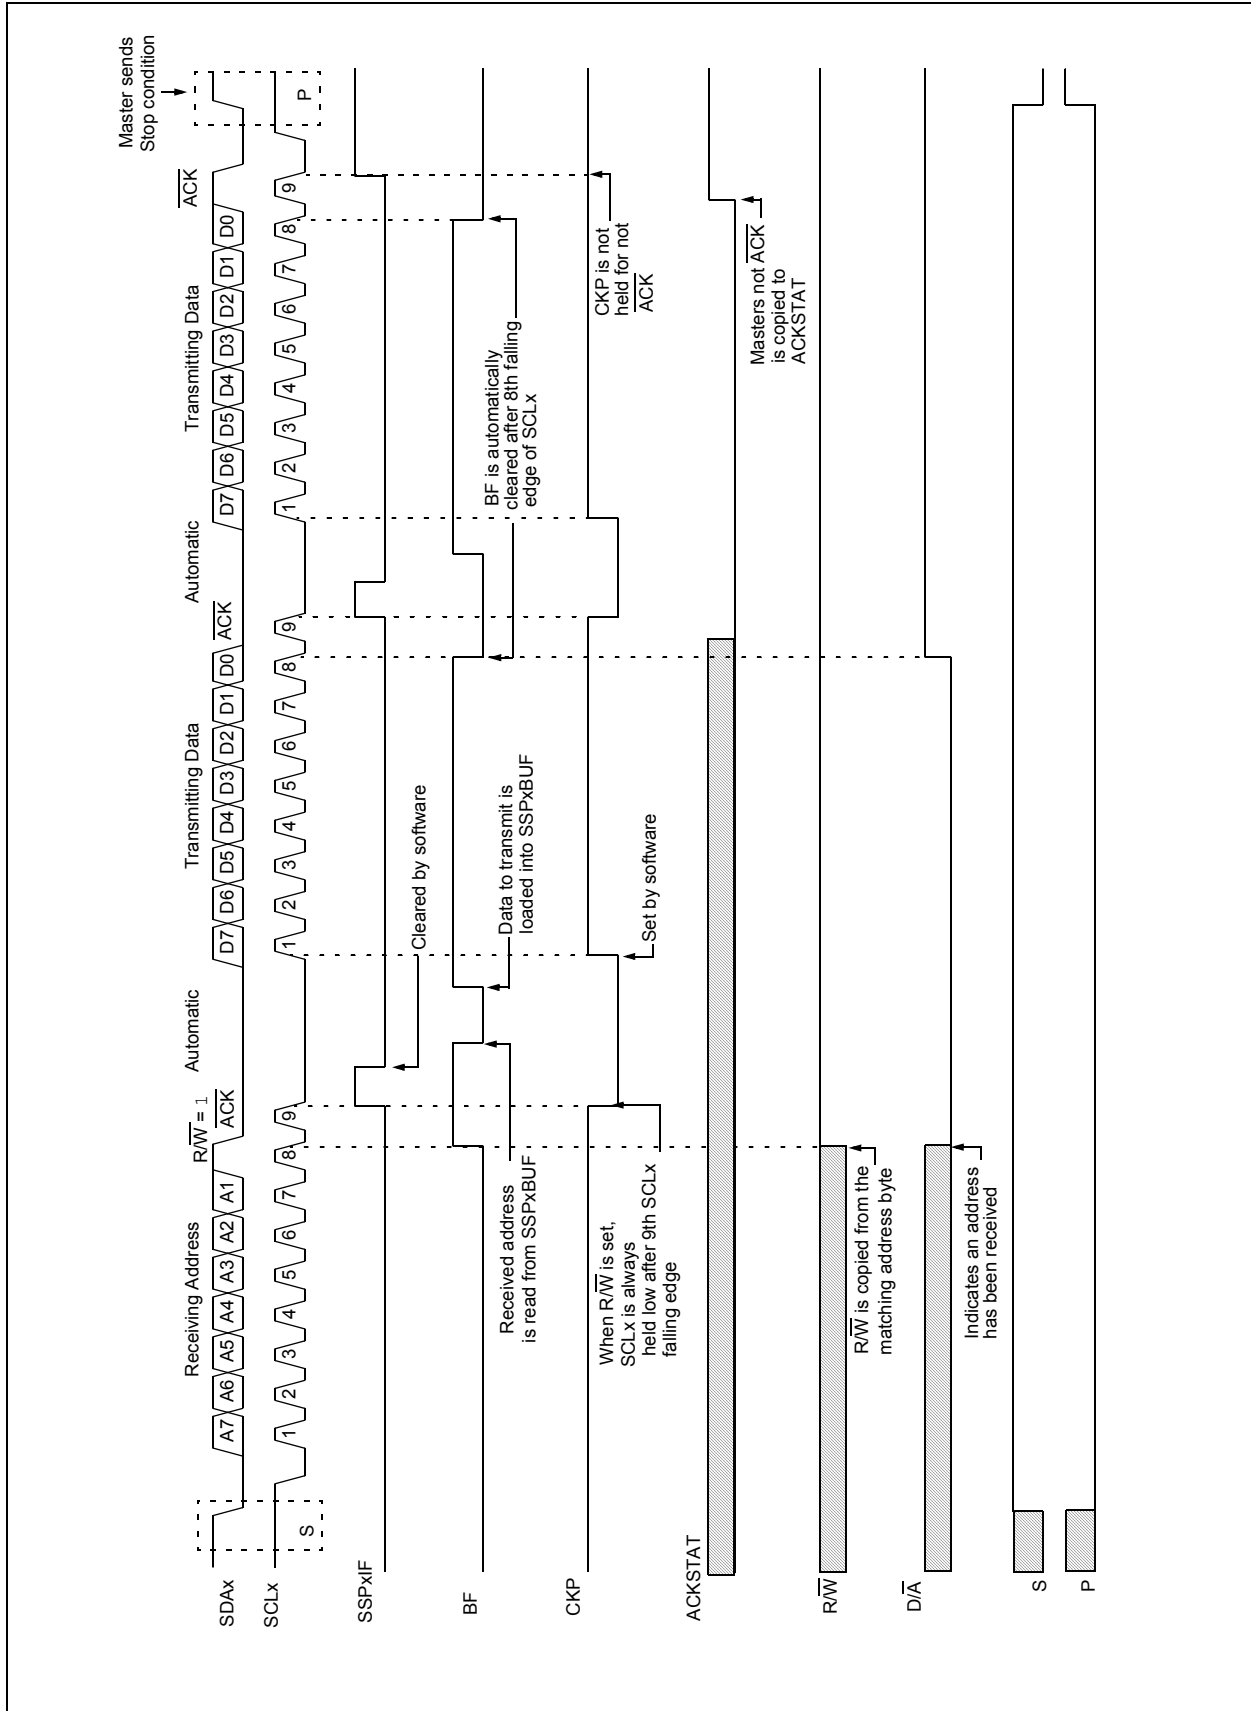 Master sends
Stop condition
Receiving Address
R/W = 1
ACK
Automatic
Transmitting Data
ACK
Automatic
Transmitting Data
ACK
SDAx
A7
A6
A5
A4
A3
A2
A1
D7
D6
D5
D4
D3
D2
D1
D0
D7
D6
D5
D4
D3
D2
D1
D0
SCLx
S
1
2
3
4
5
6
7
8
9
1
2
3
4
5
6
7
8
9
1
2
3
4
5
6
7
8
9
P
SSPxIF
Cleared by software
BF
Received address
is read from SSPxBUF
Data to transmit is
loaded into SSPxBUF
BF is automatically
cleared after 8th falling
edge of SCLx
CKP
When R/W is set,
SCLx is always
held low after 9th SCLx
falling edge
Set by software
CKP is not
held for not
ACK
ACKSTAT
Masters not ACK
is copied to
ACKSTAT
R/W
R/W is copied from the
matching address byte
D/A
Indicates an address
has been received
S
P